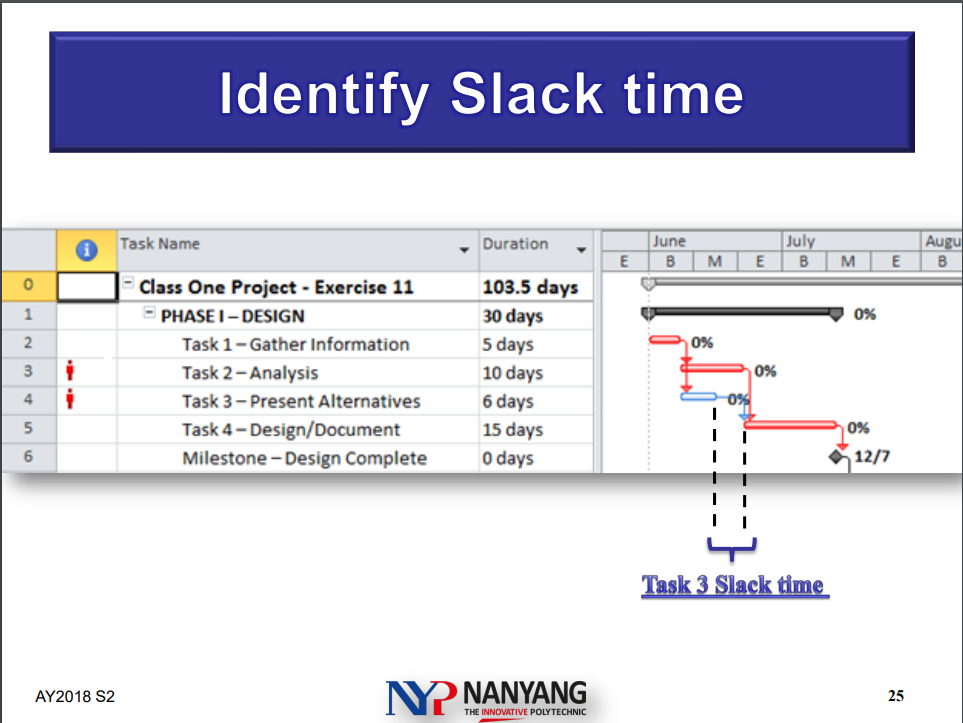 Identify Slack time
Task Name Duration June July Augu
E B M E B M E B
0 Class One Project - Exercise 11 103.5 days
1 PHASE I – DESIGN 30 days 0%
2 Task 1 – Gather Information 5 days 0%
3 Task 2 – Analysis 10 days 0%
4 Task 3 – Present Alternatives 6 days 0%
5 Task 4 – Design/Document 15 days 0%
6 Milestone – Design Complete 0 days 12/7
Task 3 Slack time
AY2018 S2
NYP NANYANG
THE INNOVATIVE POLYTECHNIC
25